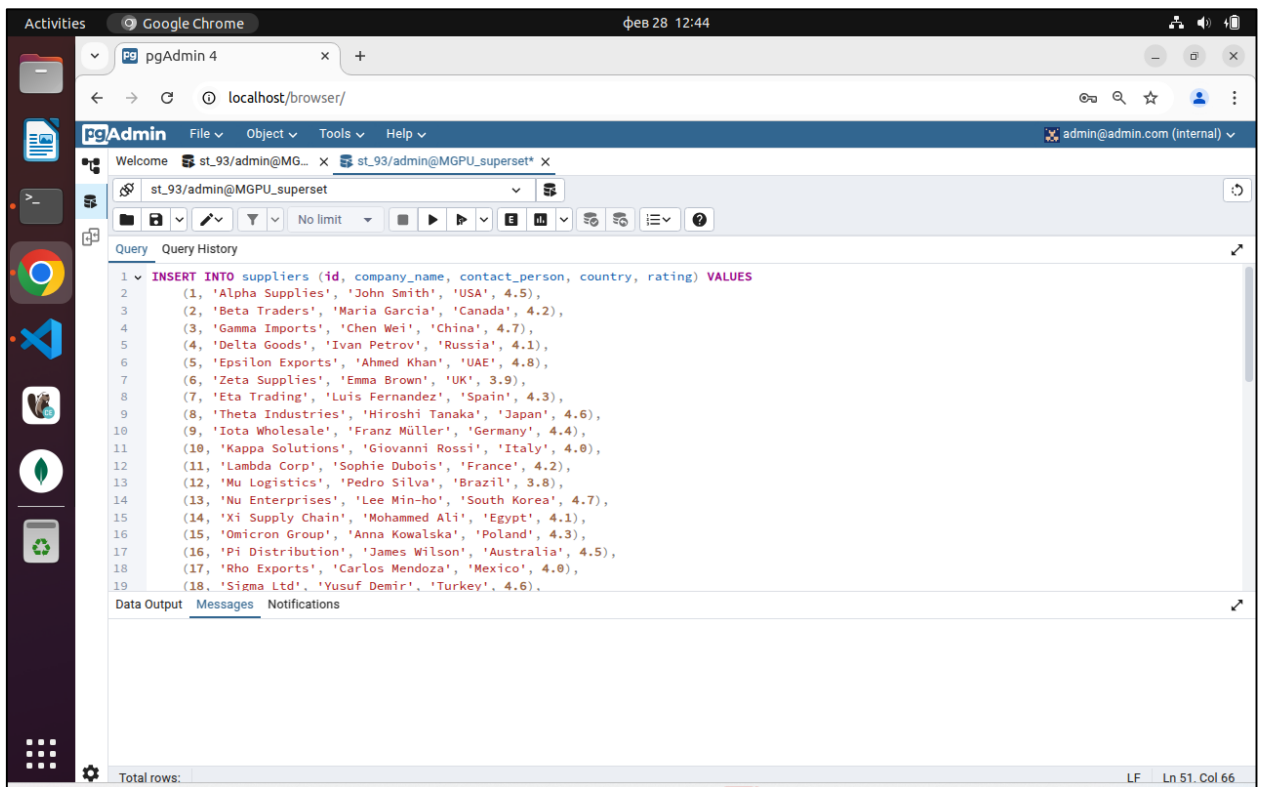 Activities Google Chrome фев 28 12:44
pgAdmin 4
localhost/browser/
pgAdmin File Object Tools Help admin@admin.com (internal)
Welcome st_93/admin@MG... st_93/admin@MGPU_superset*
st_93/admin@MGPU_superset
No limit
Query Query History
1 INSERT INTO suppliers (id, company_name, contact_person, country, rating) VALUES
2 (1, 'Alpha Supplies', 'John Smith', 'USA', 4.5),
3 (2, 'Beta Traders', 'Maria Garcia', 'Canada', 4.2),
4 (3, 'Gamma Imports', 'Chen Wei', 'China', 4.7),
5 (4, 'Delta Goods', 'Ivan Petrov', 'Russia', 4.1),
6 (5, 'Epsilon Exports', 'Ahmed Khan', 'UAE', 4.8),
7 (6, 'Zeta Supplies', 'Emma Brown', 'UK', 3.9),
8 (7, 'Eta Trading', 'Luis Fernandez', 'Spain', 4.3),
9 (8, 'Theta Industries', 'Hiroshi Tanaka', 'Japan', 4.6),
10 (9, 'Iota Wholesale', 'Franz Müller', 'Germany', 4.4),
11 (10, 'Kappa Solutions', 'Giovanni Rossi', 'Italy', 4.0),
12 (11, 'Lambda Corp', 'Sophie Dubois', 'France', 4.2),
13 (12, 'Mu Logistics', 'Pedro Silva', 'Brazil', 3.8),
14 (13, 'Nu Enterprises', 'Lee Min-ho', 'South Korea', 4.7),
15 (14, 'Xi Supply Chain', 'Mohammed Ali', 'Egypt', 4.1),
16 (15, 'Omicron Group', 'Anna Kowalska', 'Poland', 4.3),
17 (16, 'Pi Distribution', 'James Wilson', 'Australia', 4.5),
18 (17, 'Rho Exports', 'Carlos Mendoza', 'Mexico', 4.0),
19 (18, 'Sigma Ltd', 'Yusuf Demir', 'Turkey', 4.6),
Data Output Messages Notifications
Total rows: LF Ln 51, Col 66